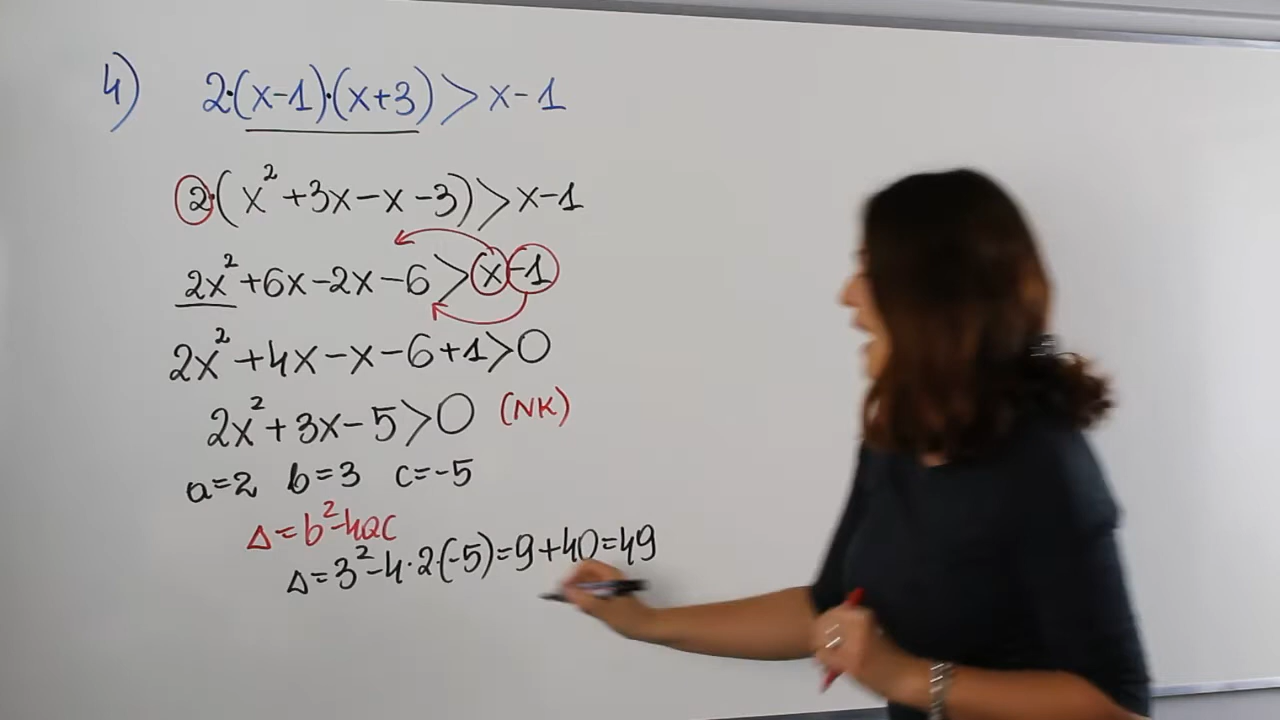 4) 2·(x-1)·(x+3)>x-1
2·(x²+3x-x-3)>x-1
2x²+6x-2x-6>x-1
2x²+4x-x-6+1>0
2x²+3x-5>0 (NK)
a=2 b=3 c=-5
Δ=b²-4ac
Δ=3²-4·2·(-5)=9+40=49